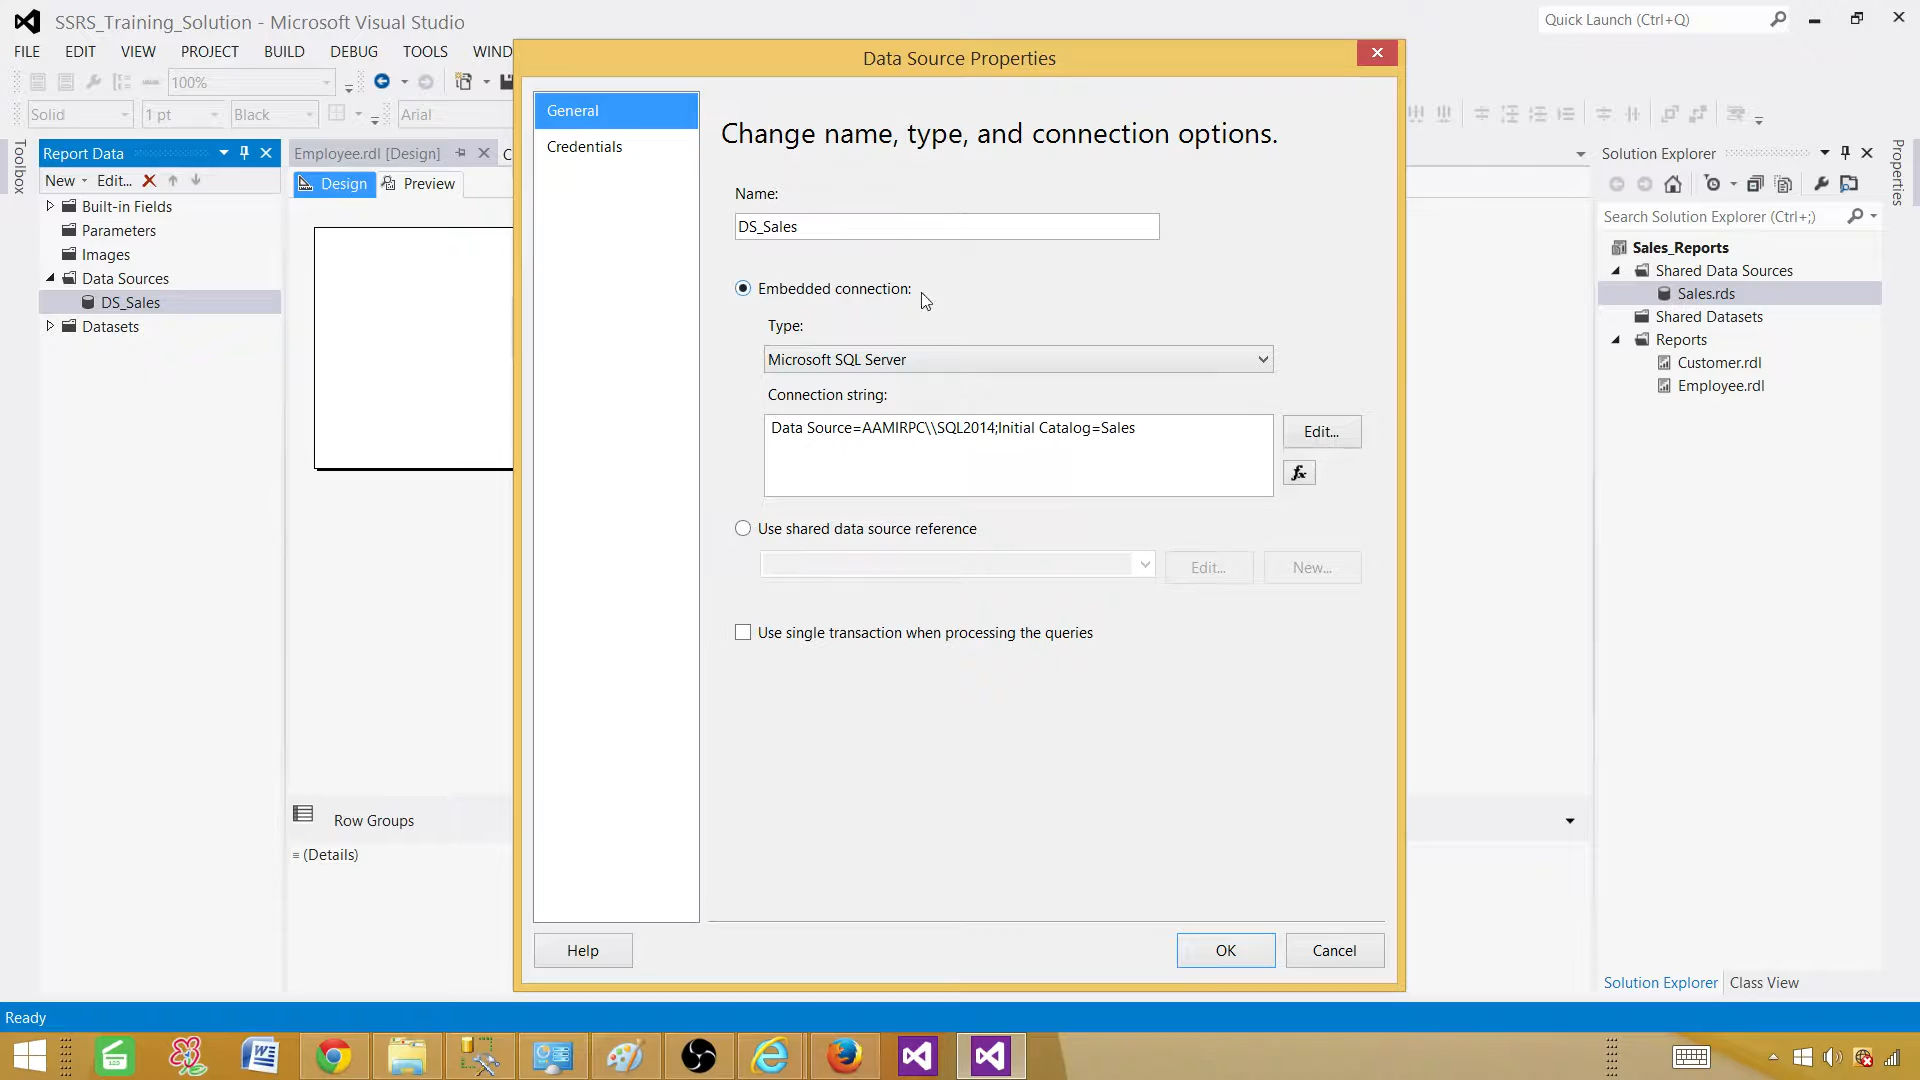 SSRS_Training_Solution - Microsoft Visual Studio
Quick Launch (Ctrl+Q)
FILE EDIT VIEW PROJECT BUILD DEBUG TOOLS WIND
100%
Solid 1 pt Black Arial
Data Source Properties
General
Credentials
Change name, type, and connection options.
Name:
DS_Sales
Embedded connection:
Type:
Microsoft SQL Server
Connection string:
Data Source=AAMIRPC\\SQL2014;Initial Catalog=Sales
Edit...
fx
Use shared data source reference
Edit...
New...
Use single transaction when processing the queries
Help
OK
Cancel
Toolbox
Report Data
New Edit...
Built-in Fields
Parameters
Images
Data Sources
DS_Sales
Datasets
Employee.rdl [Design]
C
Design
Preview
Row Groups
(Details)
Solution Explorer
Search Solution Explorer (Ctrl+;)
Sales_Reports
Shared Data Sources
Sales.rds
Shared Datasets
Reports
Customer.rdl
Employee.rdl
Solution Explorer
Class View
Properties
Ready